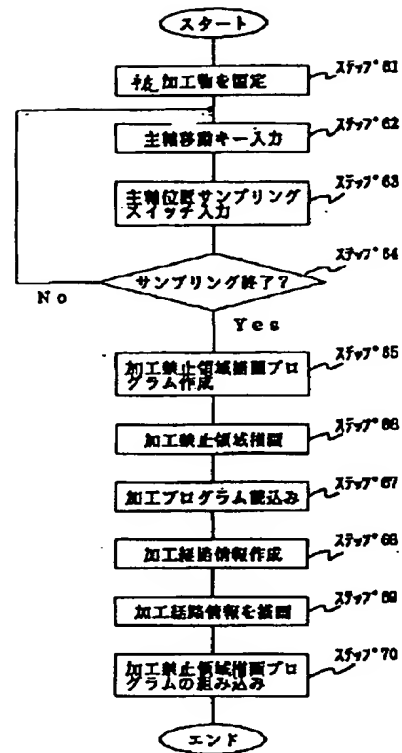 スタート
ステップ61
被加工物を固定
ステップ62
主軸移動キー入力
ステップ63
主軸位置サンプリング
スイッチ入力
ステップ64
サンプリング終了?
No
Yes
ステップ65
加工禁止領域描画プロ
グラム作成
ステップ66
加工禁止領域描画
ステップ67
加工プログラム読込み
ステップ68
加工経路情報作成
ステップ69
加工経路情報を描画
ステップ70
加工禁止領域描画プロ
グラムの組み込み
エンド